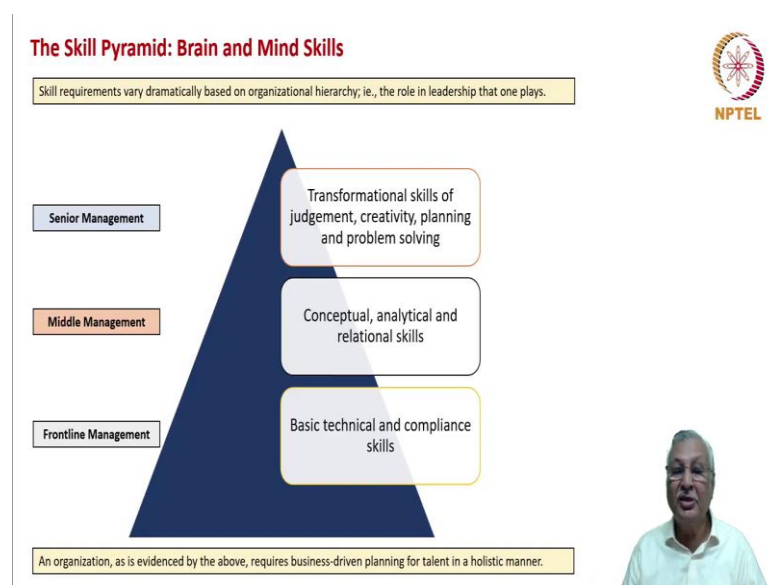 The Skill Pyramid: Brain and Mind Skills
NPTEL
Skill requirements vary dramatically based on organizational hierarchy; ie., the role in leadership that one plays.
Senior Management
Transformational skills of
judgement, creativity, planning
and problem solving
Middle Management
Conceptual, analytical and
relational skills
Frontline Management
Basic technical and compliance
skills
An organization, as is evidenced by the above, requires business-driven planning for talent in a holistic manner.